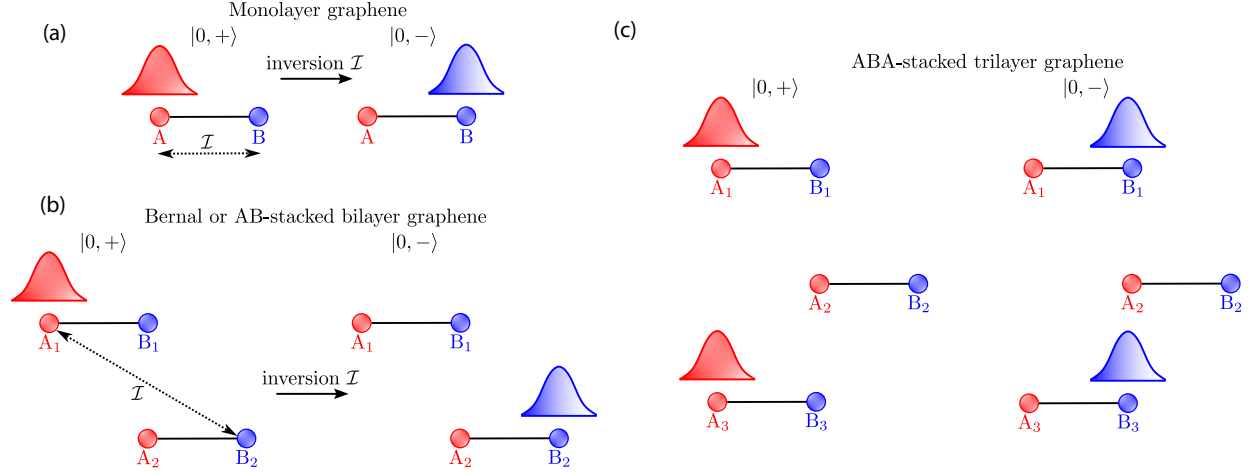 (a)
Monolayer graphene
|0, +⟩
inversion ℐ
|0, −⟩
A
B
ℐ
A
B
(b)
Bernal or AB-stacked bilayer graphene
|0, +⟩
|0, −⟩
A₁
B₁
A₁
B₁
ℐ
inversion ℐ
A₂
B₂
A₂
B₂
(c)
ABA-stacked trilayer graphene
|0, +⟩
|0, −⟩
A₁
B₁
A₁
B₁
A₂
B₂
A₂
B₂
A₃
B₃
A₃
B₃